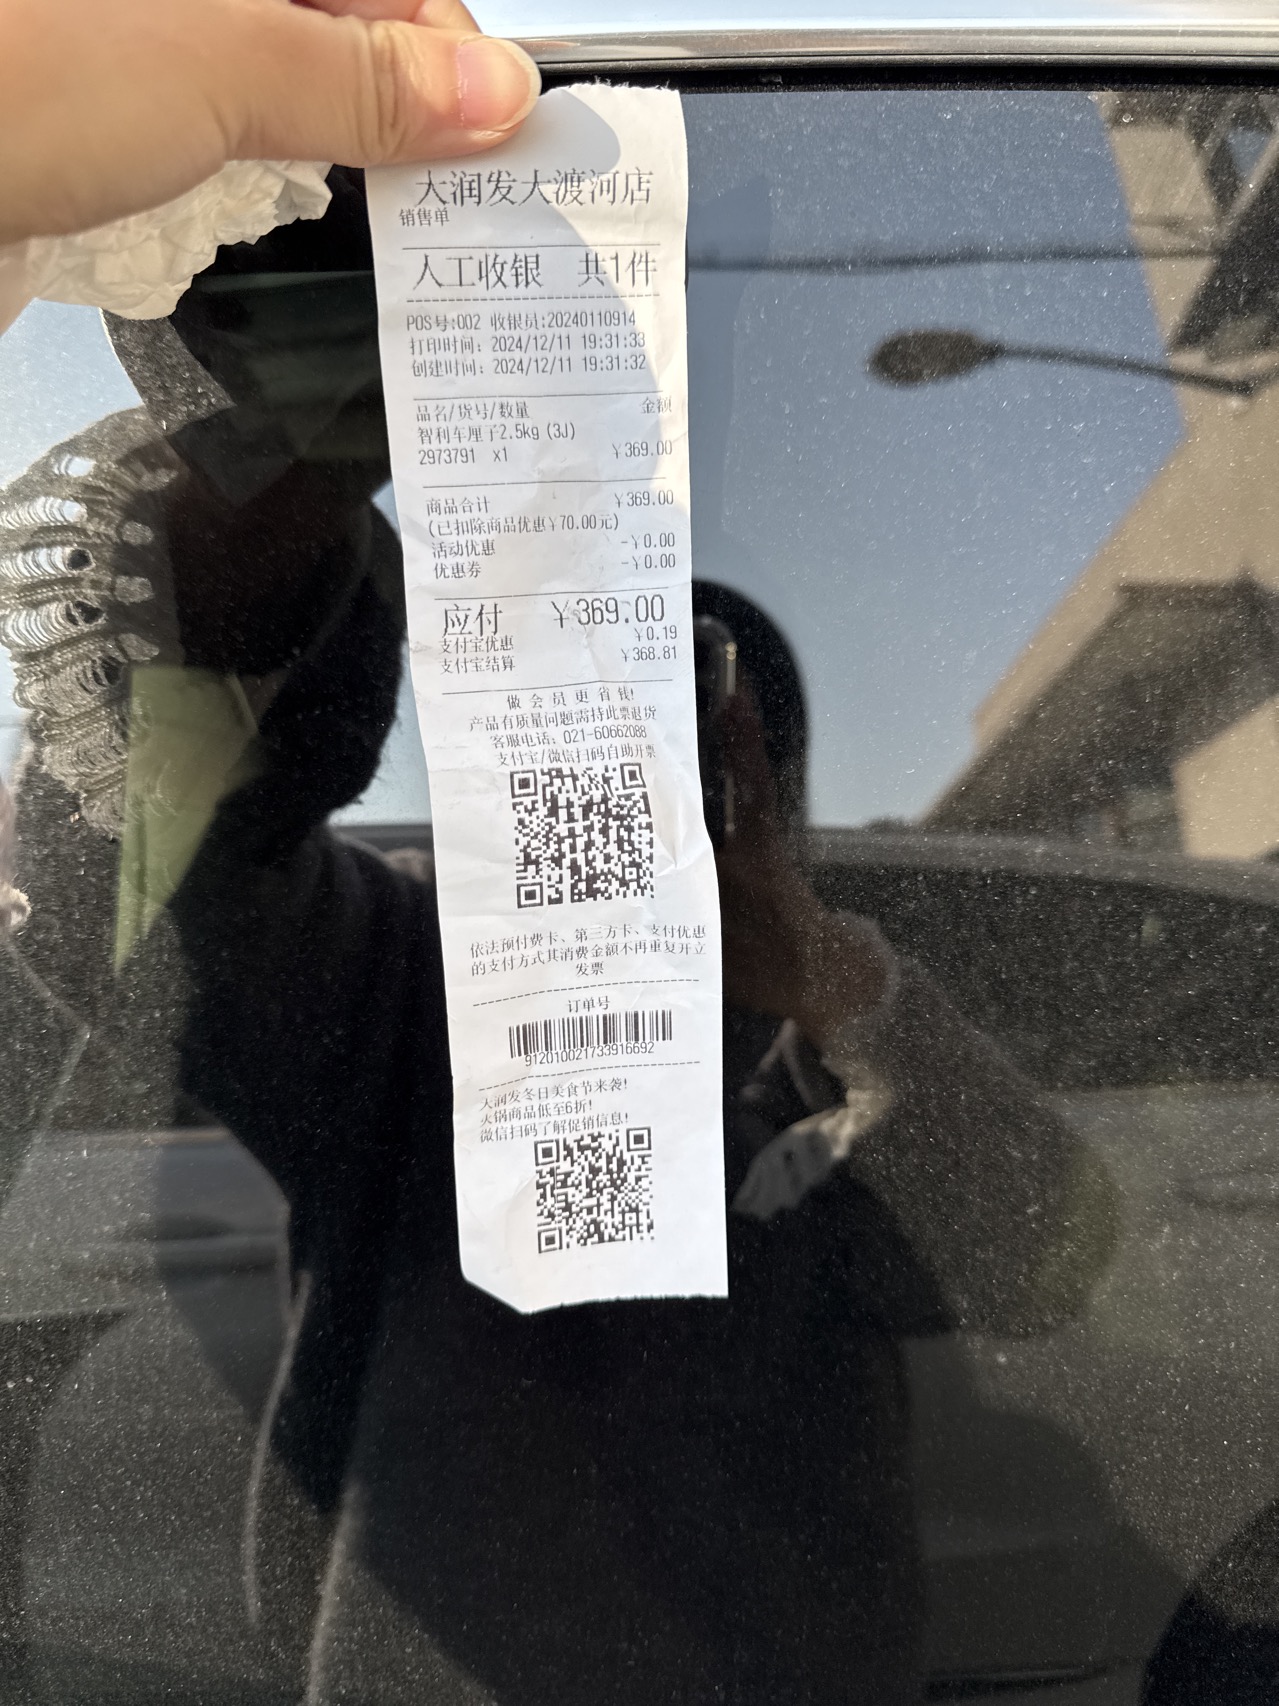 大润发大渡河店
销售单
人工收银 共1件
POS号:002 收银员:20240110914
打印时间: 2024/12/11 19:31:33
创建时间: 2024/12/11 19:31:32
品名/货号/数量 金额
智利车厘子2.5kg (3J)
2973791 x1 ￥369.00
商品合计 ￥369.00
(已扣除商品优惠￥70.00元)
活动优惠 -￥0.00
优惠券 -￥0.00
应付 ￥369.00
支付宝优惠 ￥0.19
支付宝结算 ￥368.81
做会员更省钱!
产品有质量问题需持此票退货
客服电话: 021-60662088
支付宝/微信扫码自助开票
依法预付费卡、第三方卡、支付优惠
的支付方式其消费金额不再重复开立
发票
订单号
912010021733916692
大润发冬日美食节来袭!
火锅商品低至6折!
微信扫码了解促销信息!